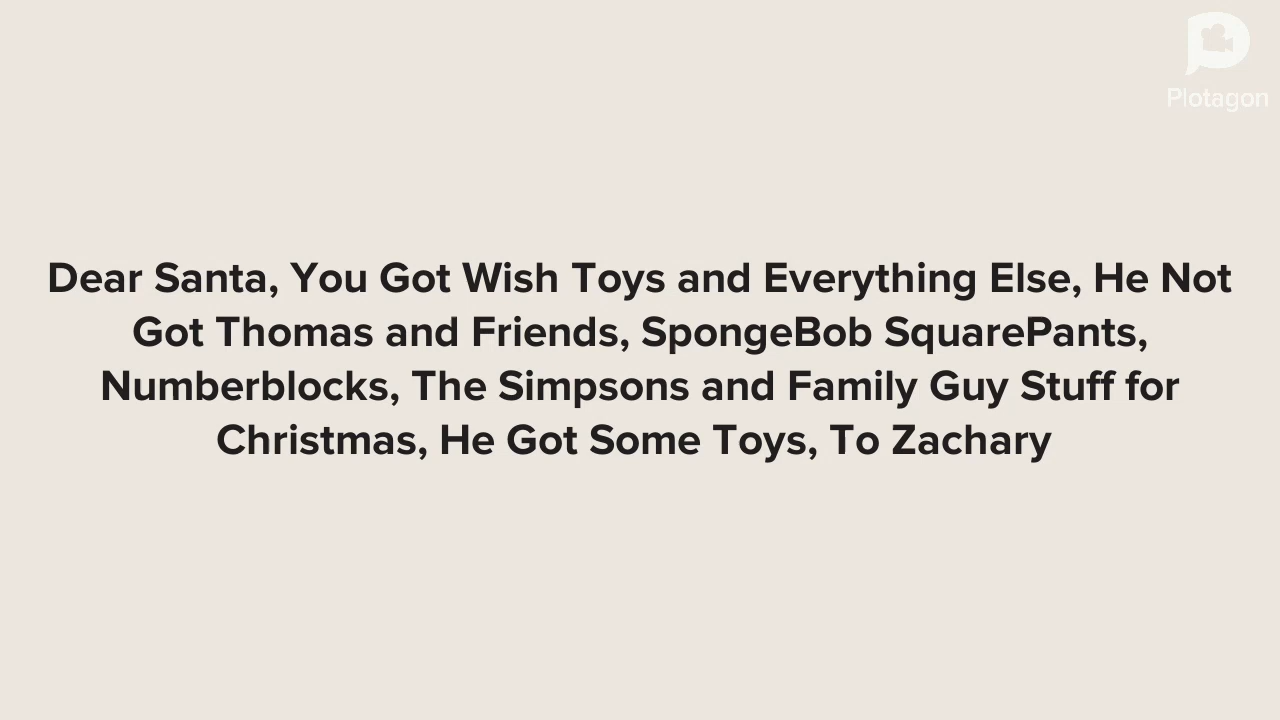 Plotagon
Dear Santa, You Got Wish Toys and Everything Else, He Not
Got Thomas and Friends, SpongeBob SquarePants,
Numberblocks, The Simpsons and Family Guy Stuff for
Christmas, He Got Some Toys, To Zachary